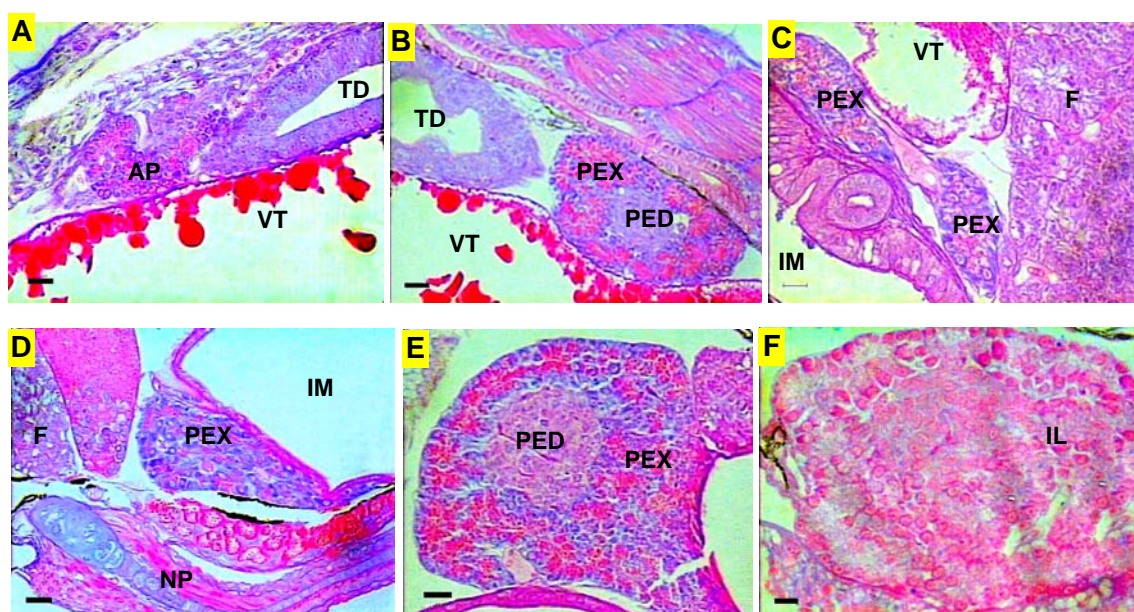 A
TD
AP
VT
B
TD
PEX
PED
VT
C
VT
PEX
F
PEX
IM
D
IM
F
PEX
NP
E
PED
PEX
F
IL